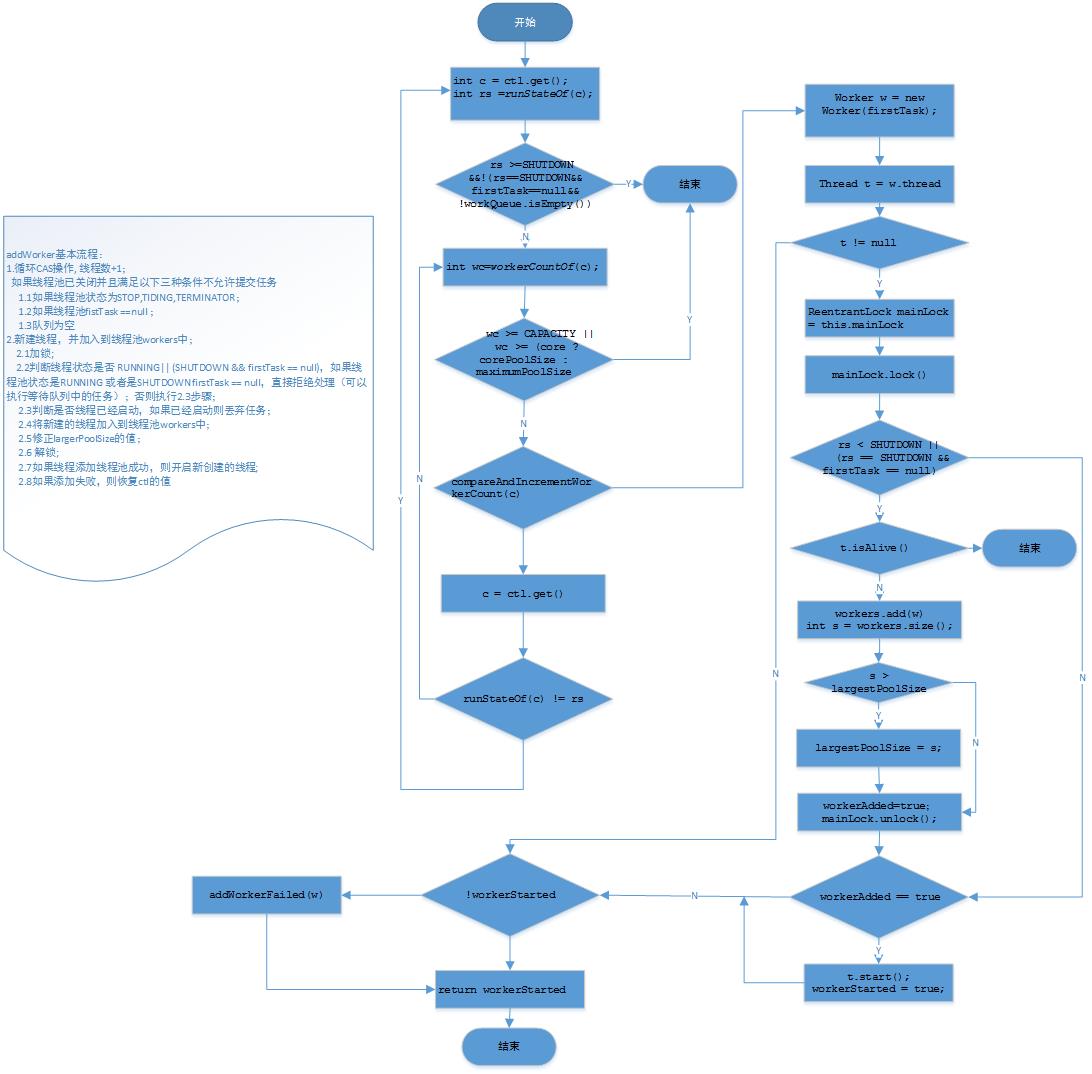 开始
int c = ctl.get();
int rs =runStateOf(c);
rs >=SHUTDOWN
&&!(rs==SHUTDOWN&&
firstTask==null&&
!workQueue.isEmpty())
Y
结束
N
int wc=workerCountOf(c);
wc >= CAPACITY ||
wc >= (core ?
corePoolSize :
maximumPoolSize
Y
N
compareAndIncrementWor
kerCount(c)
N
Y
c = ctl.get()
runStateOf(c) != rs
addWorker基本流程：
1.循环CAS操作, 线程数+1;
如果线程池已关闭并且满足以下三种条件不允许提交任务
1.1如果线程池状态为STOP,TIDING,TERMINATOR；
1.2如果线程池fistTask ==null ;
1.3队列为空
2.新建线程，并加入到线程池workers中；
2.1加锁;
2.2判断线程状态是否 RUNNING|| (SHUTDOWN && firstTask == null)，如果线
程池状态是RUNNING 或者是SHUTDOWN firstTask == null，直接拒绝处理（可以
执行等待队列中的任务）；否则执行2.3步骤;
2.3判断是否线程已经启动，如果已经启动则丢弃任务；
2.4将新建的线程加入到线程池workers中；
2.5修正largerPoolSize的值；
2.6 解锁;
2.7如果线程添加线程池成功，则开启新创建的线程;
2.8如果添加失败，则恢复ctl的值
Worker w = new
Worker(firstTask);
Thread t = w.thread
t != null
Y
N
ReentrantLock mainLock
= this.mainLock
mainLock.lock()
rs < SHUTDOWN ||
(rs == SHUTDOWN &&
firstTask == null)
Y
N
t.isAlive()
结束
N
workers.add(w)
int s = workers.size();
s >
largestPoolSize
Y
N
largestPoolSize = s;
workerAdded=true;
mainLock.unlock();
workerAdded == true
N
Y
t.start();
workerStarted = true;
!workerStarted
addWorkerFailed(w)
return workerStarted
结束